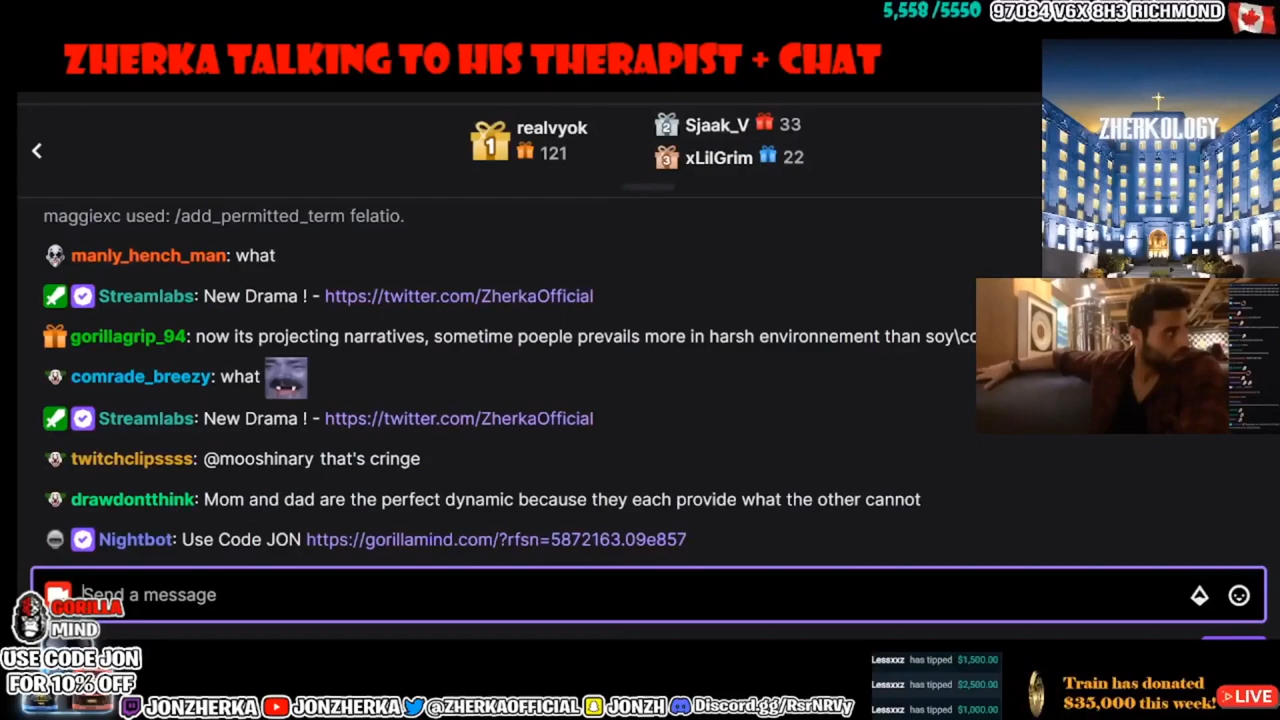 5,558 /5550 97084 V6X 8H3 RICHMOND
ZHERKA TALKING TO HIS THERAPIST + CHAT
ZHERKOLO6Y
1 realvyok 121
2 Sjaak_V 33
3 xLilGrim 22
maggiexc used: /add_permitted_term felatio.
manly_hench_man: what
Streamlabs: New Drama ! - https://twitter.com/ZherkaOfficial
gorillagrip_94: now its projecting narratives, sometime poeple prevails more in harsh environnement than soy\cc
comrade_breezy: what
Streamlabs: New Drama ! - https://twitter.com/ZherkaOfficial
twitchclipssss: @mooshinary that's cringe
drawdontthink: Mom and dad are the perfect dynamic because they each provide what the other cannot
Nightbot: Use Code JON https://gorillamind.com/?rfsn=5872163.09e857
Send a message
GORILLA
MIND
USE CODE JON
FOR 10% OFF
JONZHERKA JONZHERKA @ZHERKAOFFICIAL JONZH Discord.gg/RsrNRVy
Lessxxz has tipped $1,500.00
Lessxxz has tipped $2,500.00
Lessxxz has tipped $1,000.00
Train has donated
$35,000 this week!
LIVE